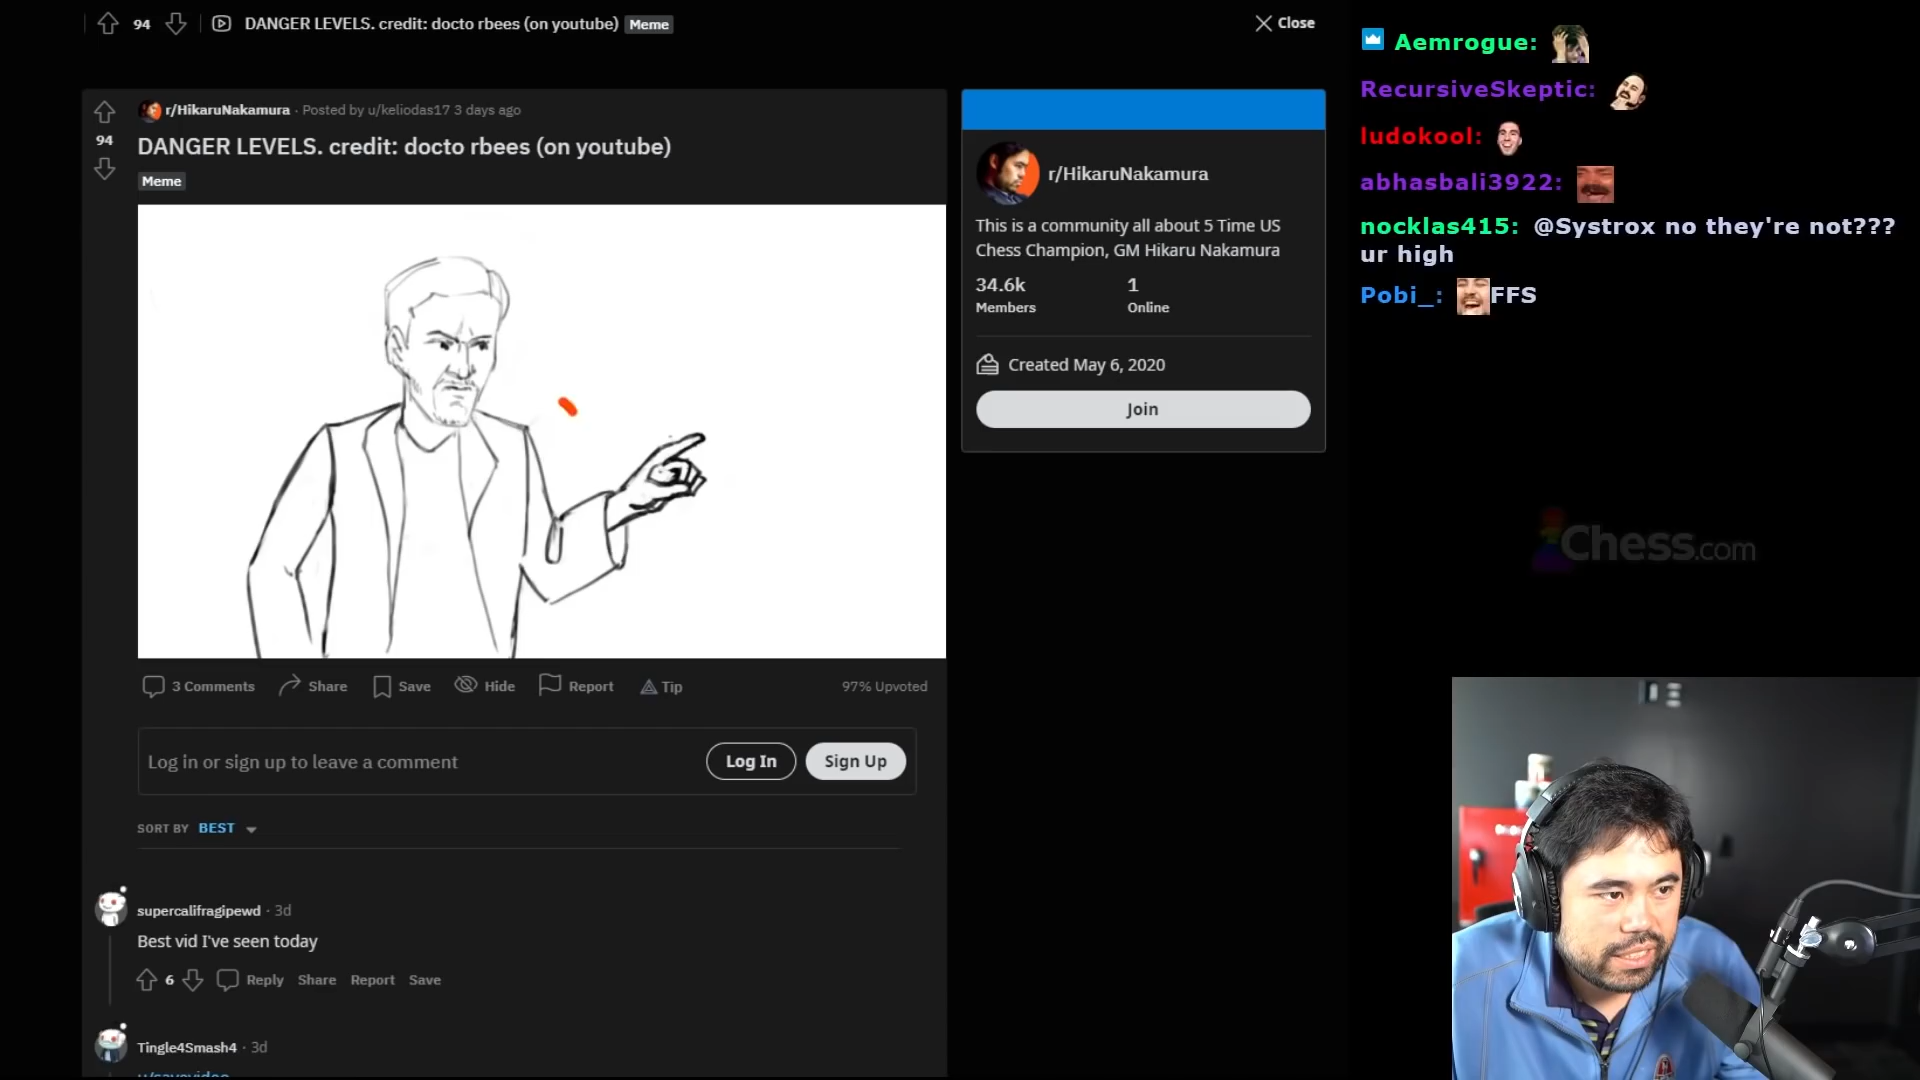 94
DANGER LEVELS. credit: docto rbees (on youtube) Meme
Close
r/HikaruNakamura · Posted by u/keliodas17 3 days ago
94
DANGER LEVELS. credit: docto rbees (on youtube)
Meme
3 Comments
Share
Save
Hide
Report
Tip
97% Upvoted
Log in or sign up to leave a comment
Log In
Sign Up
SORT BY BEST
supercalifragipewd · 3d
Best vid I've seen today
6
Reply
Share
Report
Save
Tingle4Smash4 · 3d
u/savevideo
r/HikaruNakamura
This is a community all about 5 Time US
Chess Champion, GM Hikaru Nakamura
34.6k
Members
1
Online
Created May 6, 2020
Join
Aemrogue:
RecursiveSkeptic:
ludokool:
abhasbali3922:
nocklas415: @Systrox no they're not???
ur high
Pobi_: FFS
Chess.com